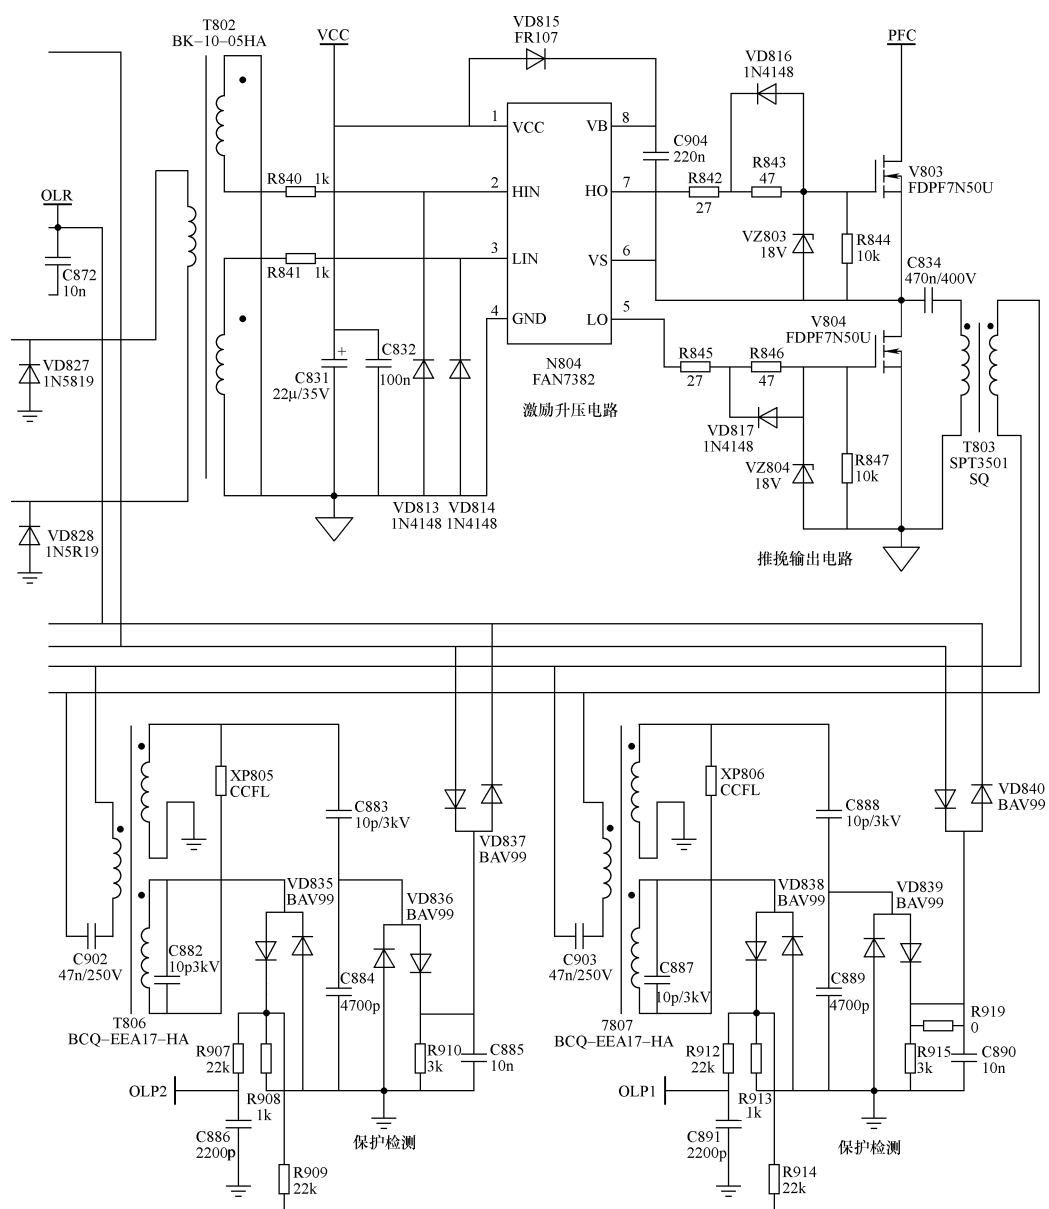 T802
BK-10-05HA
VCC
VD815
FR107
PFC
VD816
1N4148
1
VCC
VB
8
C904
220n
OLR
R840
1k
2
HIN
HO
7
R842
27
R843
47
V803
FDPF7N50U
C872
10n
R841
1k
3
LIN
VS
6
VZ803
18V
R844
10k
C834
470n/400V
4
GND
LO
5
V804
FDPF7N50U
VD827
1N5819
C831
22μ/35V
+
C832
100n
N804
FAN7382
激励升压电路
R845
27
R846
47
VD817
1N4148
T803
SPT3501
SQ
VZ804
18V
R847
10k
VD828
1N5R19
VD813
1N4148
VD814
1N4148
推挽输出电路
XP805
CCFL
C883
10p/3kV
VD837
BAV99
XP806
CCFL
C888
10p/3kV
VD840
BAV99
VD835
BAV99
VD836
BAV99
VD838
BAV99
VD839
BAV99
C902
47n/250V
C882
10p3kV
C884
4700p
C903
47n/250V
C887
10p/3kV
C889
4700p
T806
BCQ-EEA17-HA
7807
BCQ-EEA17-HA
R919
0
R907
22k
R908
1k
R910
3k
C885
10n
R912
22k
R913
1k
R915
3k
C890
10n
OLP2
OLP1
C886
2200p
保护检测
C891
2200p
保护检测
R909
22k
R914
22k